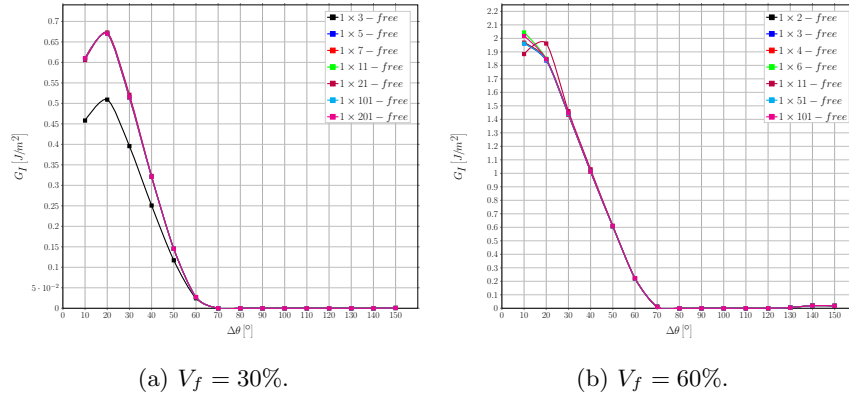 0.7
0.65
0.6
0.55
0.5
0.45
0.4
0.35
0.3
0.25
0.2
0.15
0.1
5 · 10⁻²
0
G_I [J/m²]
0 10 20 30 40 50 60 70 80 90 100 110 120 130 140 150
Δθ [°]
1 × 3 − free
1 × 5 − free
1 × 7 − free
1 × 11 − free
1 × 21 − free
1 × 101 − free
1 × 201 − free
(a) V_f = 30%.
2.2
2.1
2
1.9
1.8
1.7
1.6
1.5
1.4
1.3
1.2
1.1
1
0.9
0.8
0.7
0.6
0.5
0.4
0.3
0.2
0.1
0
G_I [J/m²]
0 10 20 30 40 50 60 70 80 90 100 110 120 130 140 150
Δθ [°]
1 × 2 − free
1 × 3 − free
1 × 4 − free
1 × 6 − free
1 × 11 − free
1 × 51 − free
1 × 101 − free
(b) V_f = 60%.